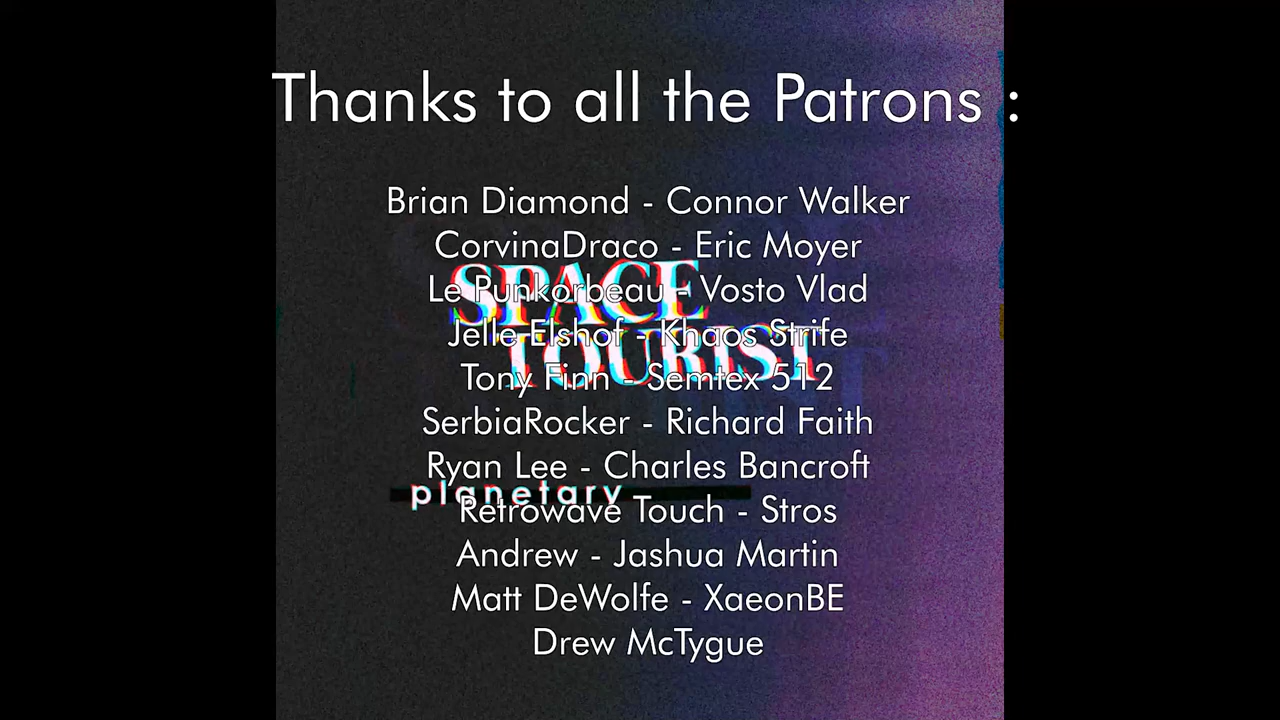 Thanks to all the Patrons :
Brian Diamond - Connor Walker
CorvinaDraco - Eric Moyer
SPACE
Le Punkorbeau - Vosto Vlad
Jelle Elshof - Khaos Strife
TOURIST
Tony Finn - Semtex 512
SerbiaRocker - Richard Faith
Ryan Lee - Charles Bancroft
planetary
Retrowave Touch - Stros
Andrew - Jashua Martin
Matt DeWolfe - XaeonBE
Drew McTygue